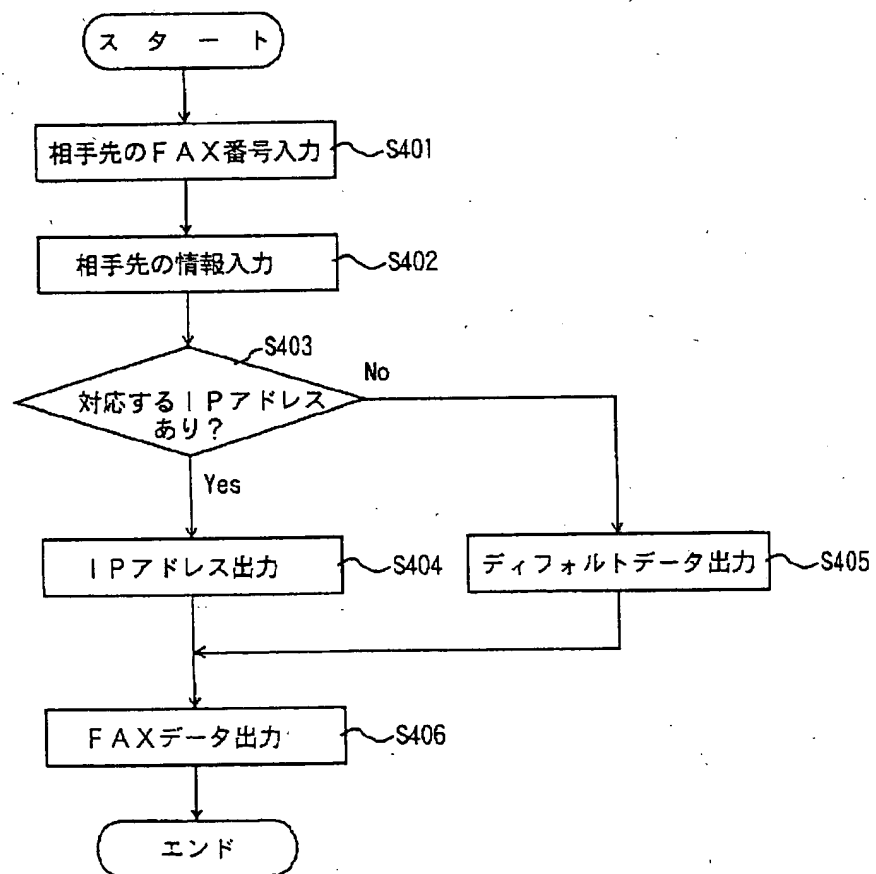 スタート
相手先のFAX番号入力
S401
相手先の情報入力
S402
S403
対応するIPアドレス
あり?
No
Yes
IPアドレス出力
S404
ディフォルトデータ出力
S405
FAXデータ出力
S406
エンド